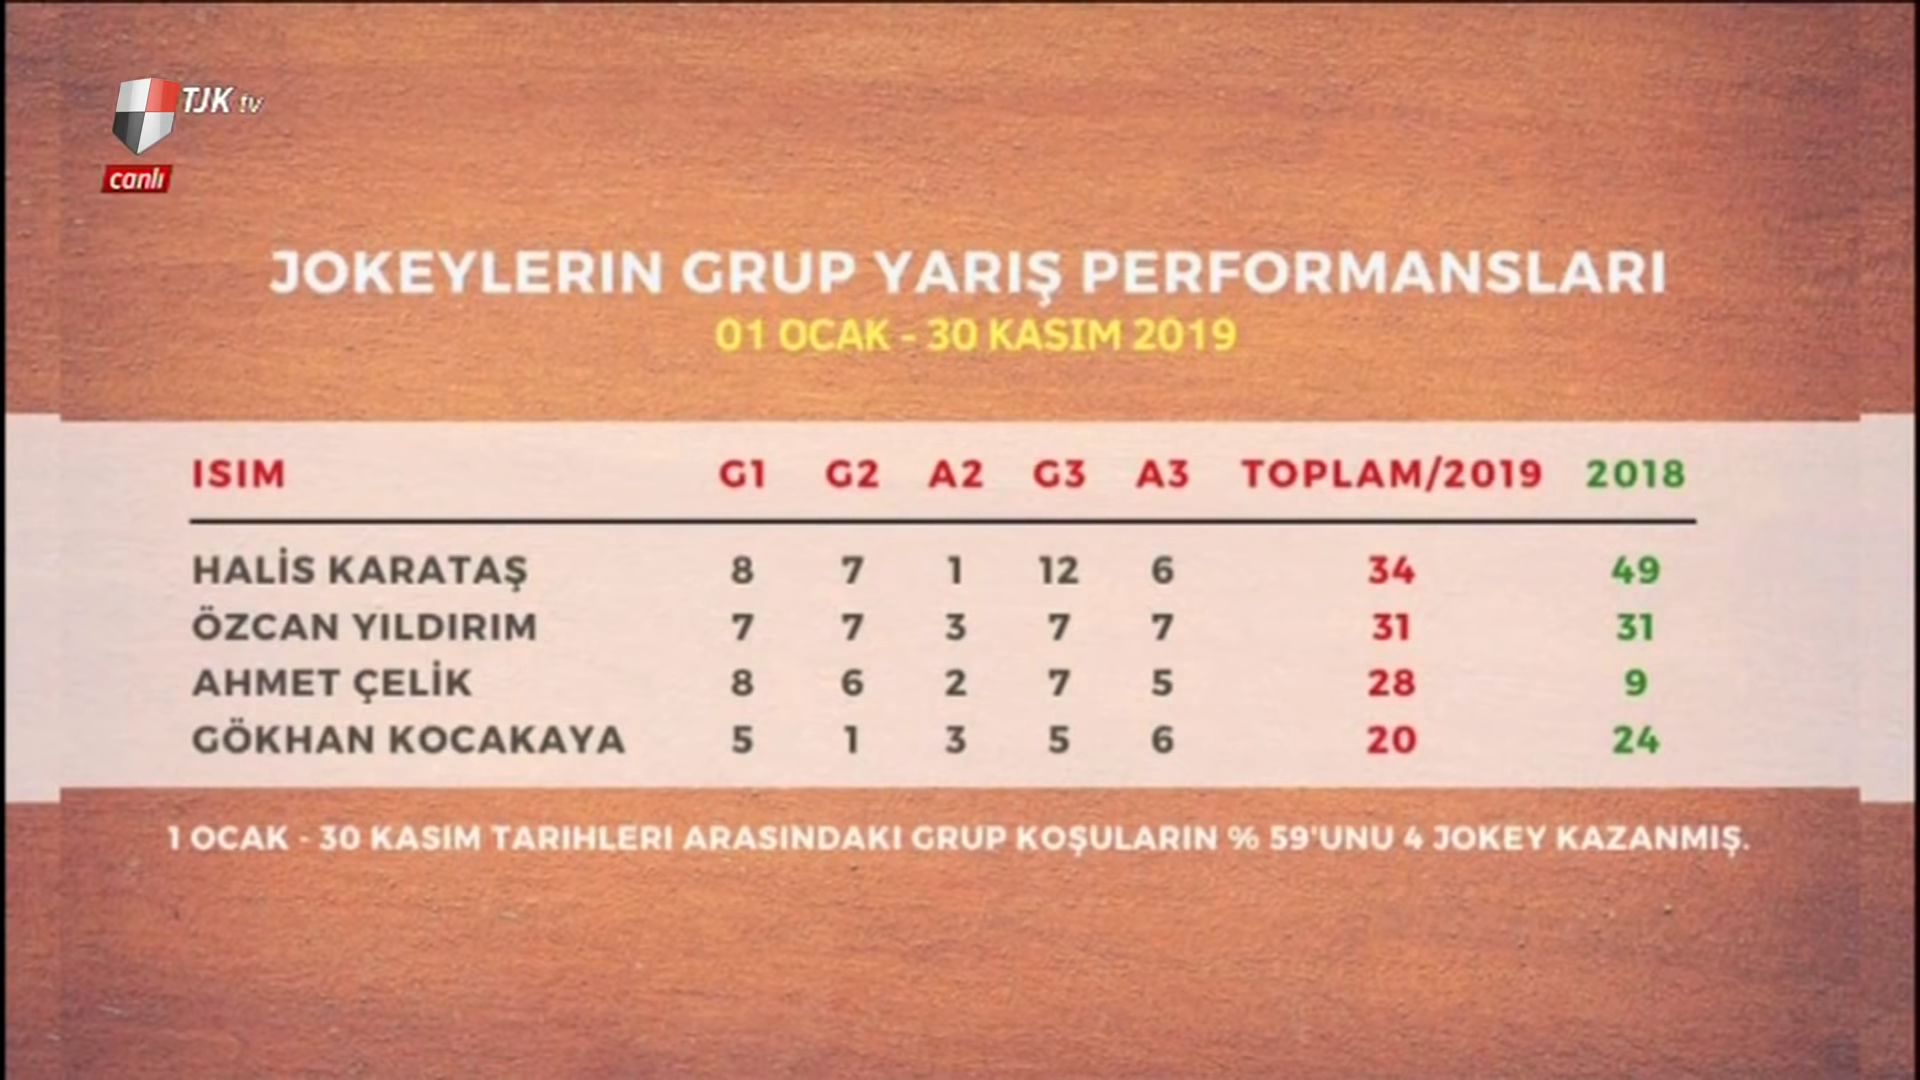 TJK tv
canlı
JOKEYLERIN GRUP YARIŞ PERFORMANSLARI
01 OCAK - 30 KASIM 2019
ISIM G1 G2 A2 G3 A3 TOPLAM/2019 2018
HALİS KARATAŞ 8 7 1 12 6 34 49
ÖZCAN YILDIRIM 7 7 3 7 7 31 31
AHMET ÇELİK 8 6 2 7 5 28 9
GÖKHAN KOCAKAYA 5 1 3 5 6 20 24
1 OCAK - 30 KASIM TARIHLERI ARASINDAKI GRUP KOŞULARIN % 59'UNU 4 JOKEY KAZANMIŞ.